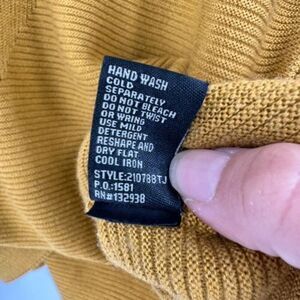 HAND WASH
COLD
SEPARATELY
DO NOT BLEACH
DO NOT TWIST
OR WRING
USE MILD
DETERGENT
RESHAPE AND
DRY FLAT
COOL IRON
STYLE:21078BTJ
P.O:1581
RN#132938